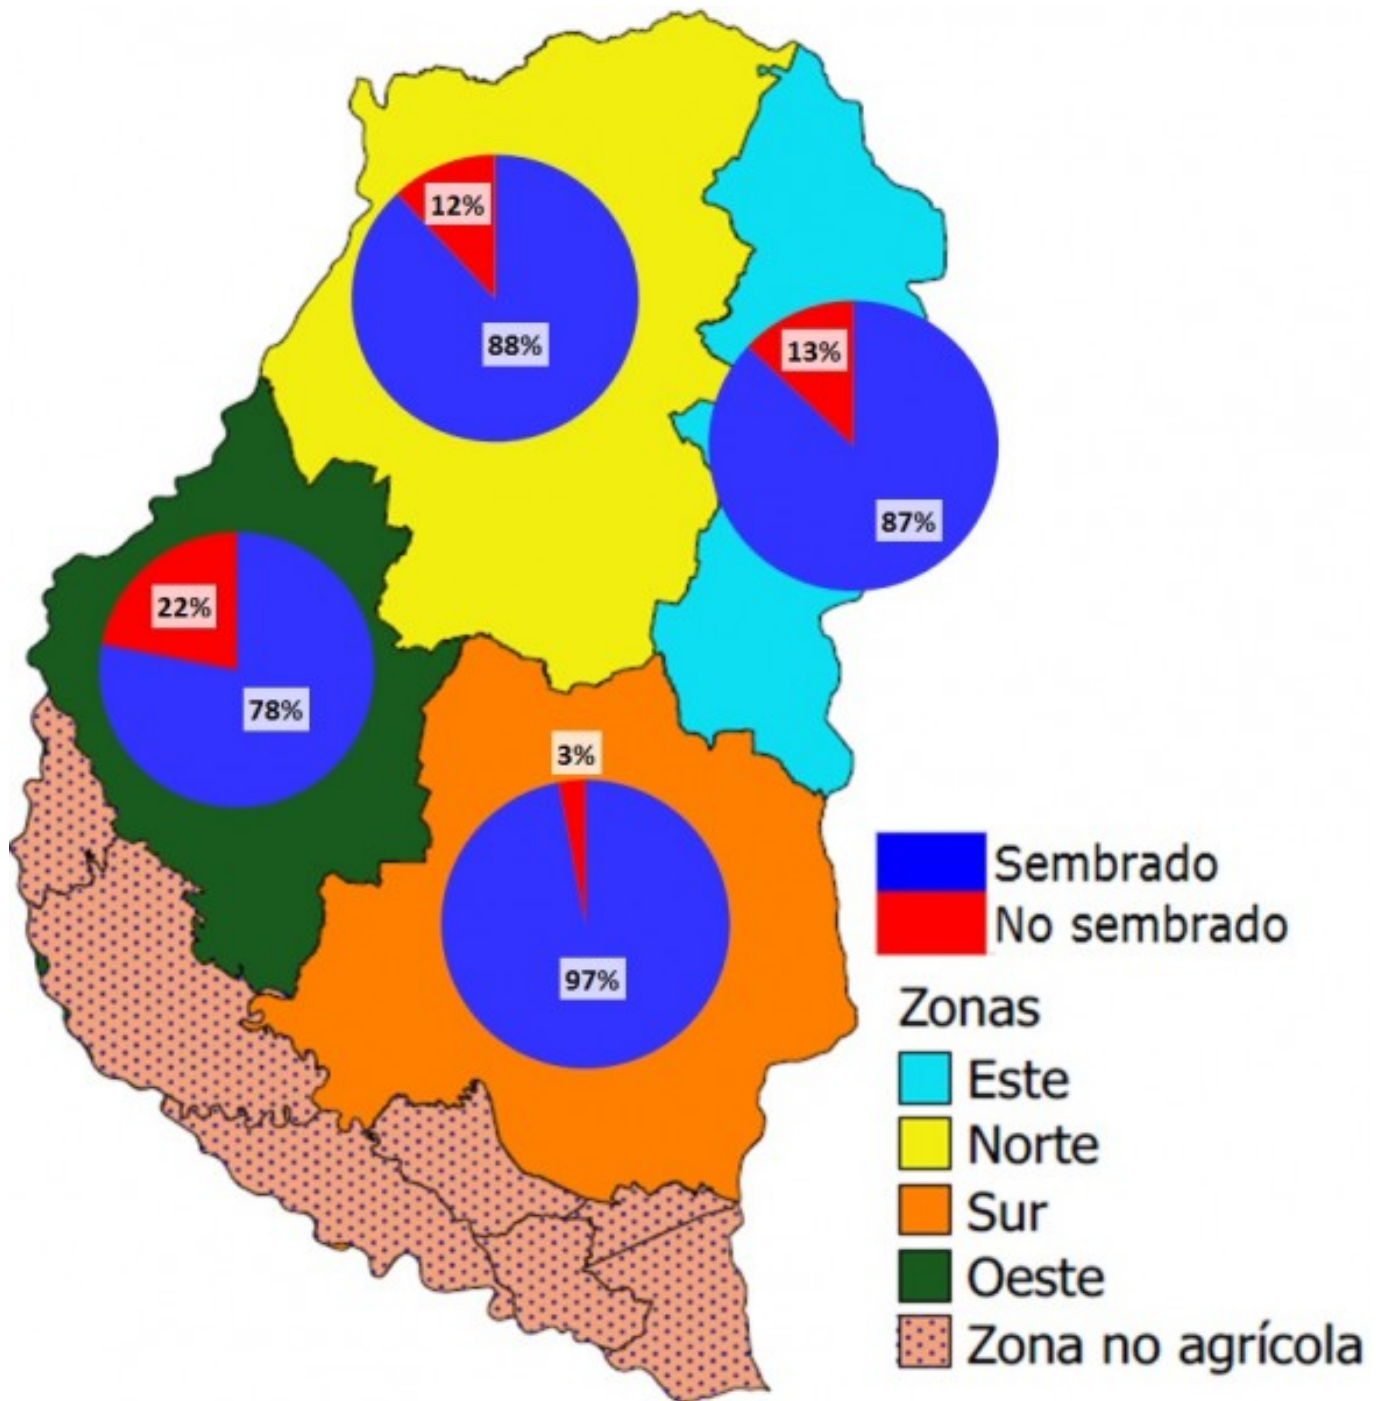 12%
88%
13%
87%
22%
78%
3%
97%
Sembrado
No sembrado
Zonas
Este
Norte
Sur
Oeste
Zona no agrícola